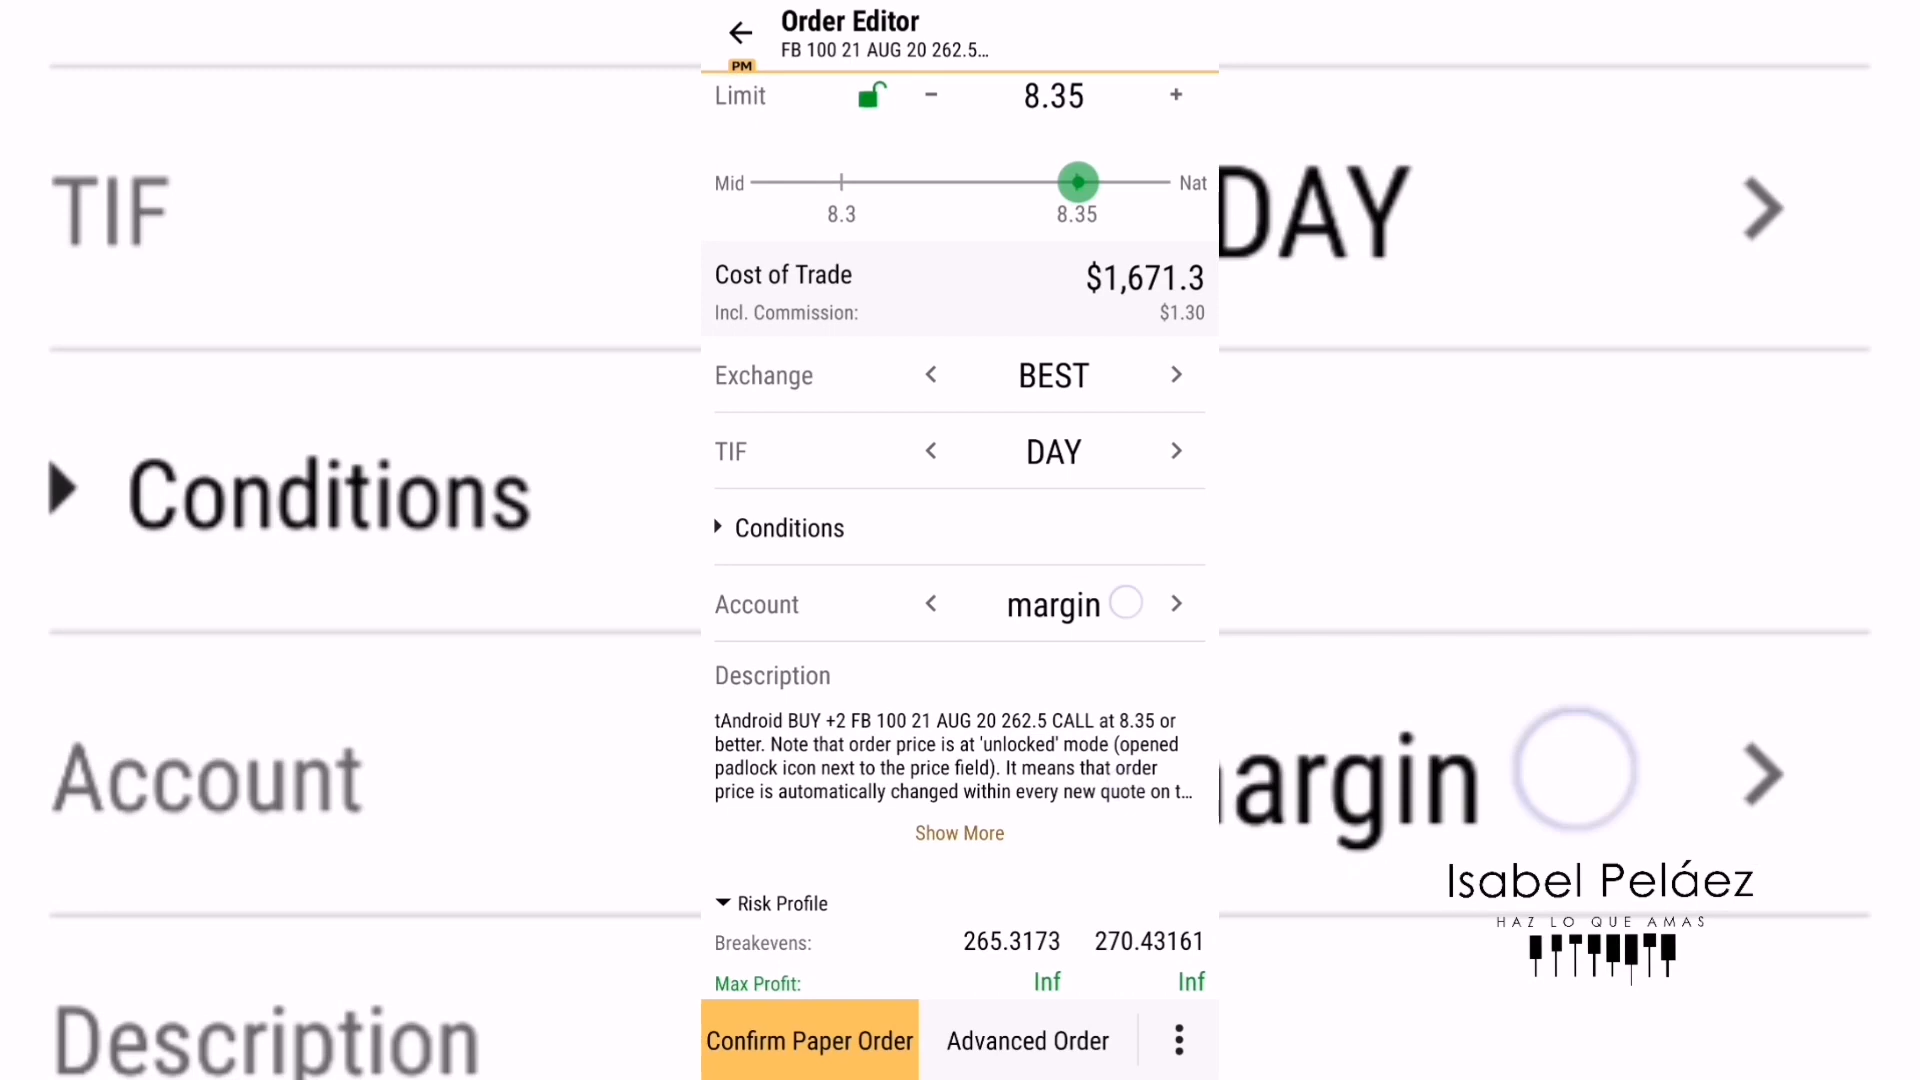 Order Editor
FB 100 21 AUG 20 262.5...
PM
Limit - 8.35 +
Mid Nat
8.3 8.35
Cost of Trade $1,671.3
Incl. Commission: $1.30
Exchange < BEST >
TIF < DAY >
Conditions
Account < margin >
Description
tAndroid BUY +2 FB 100 21 AUG 20 262.5 CALL at 8.35 or
better. Note that order price is at 'unlocked' mode (opened
padlock icon next to the price field). It means that order
price is automatically changed within every new quote on t...
Show More
Risk Profile
Breakevens: 265.3173 270.43161
Max Profit: Inf Inf
Confirm Paper Order Advanced Order
TIF DAY >
Conditions
Account argin >
Description
Isabel Peláez
HAZ LO QUE AMAS